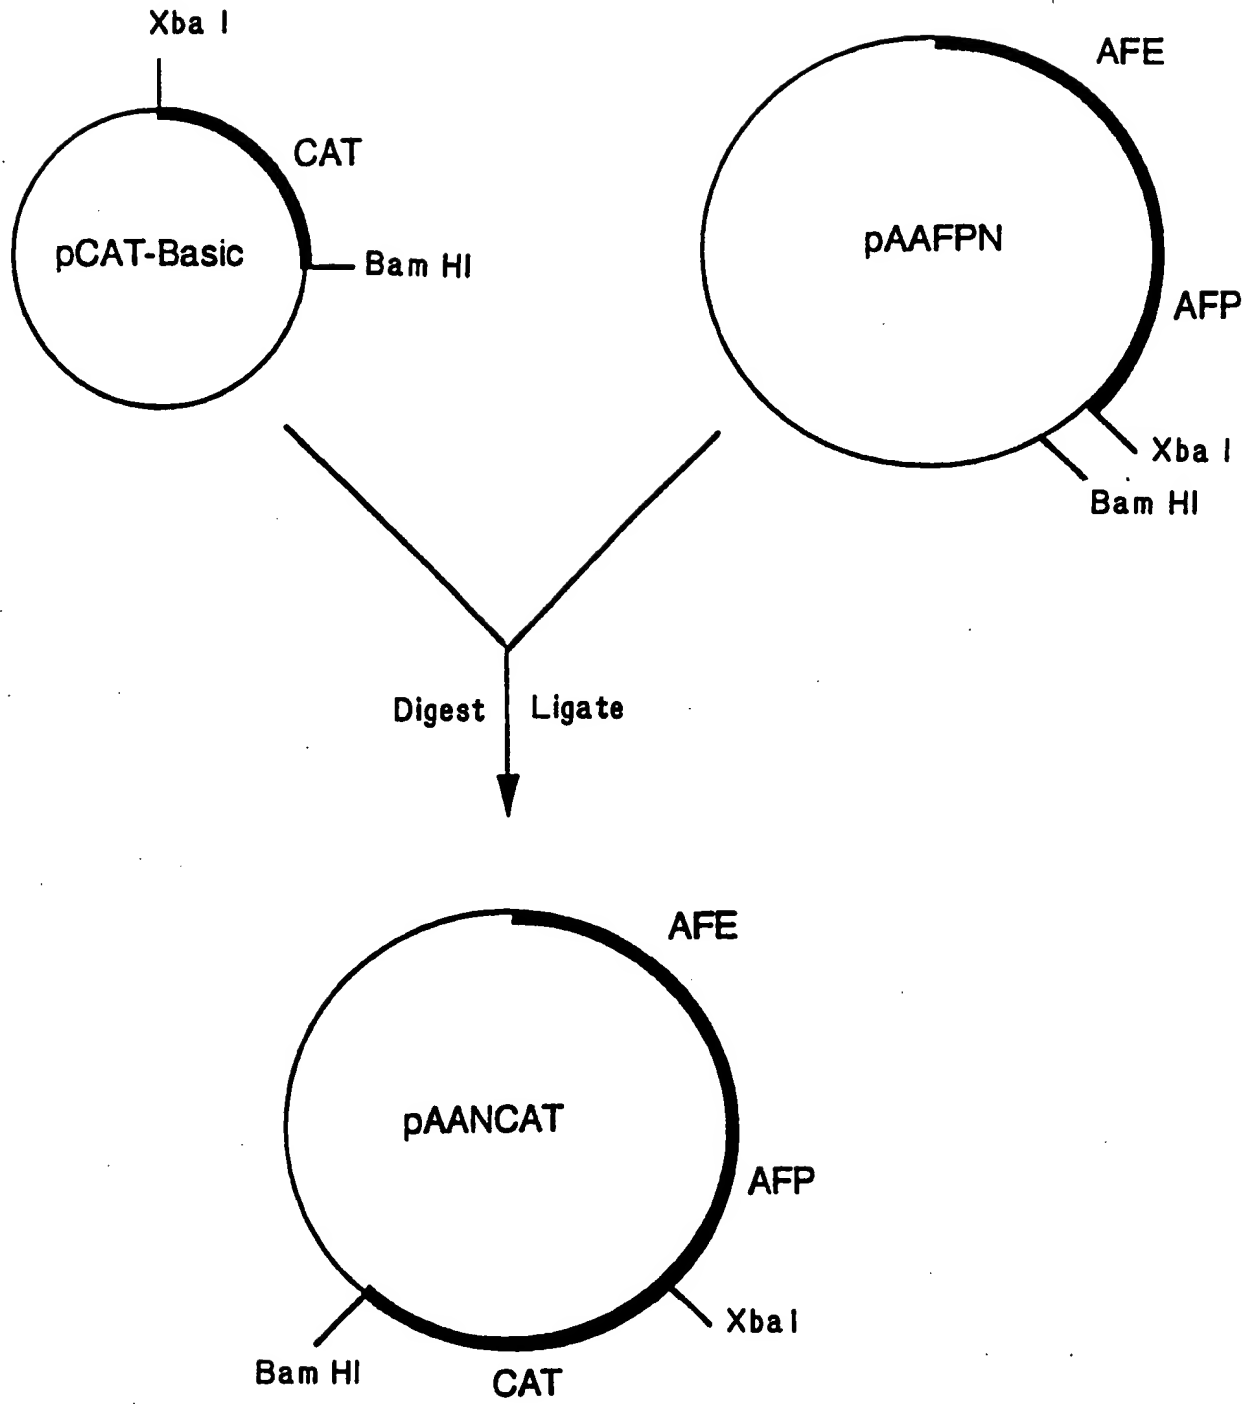 Xba I
CAT
pCAT-Basic
Bam HI
AFE
pAAFPN
AFP
Xba I
Bam HI
Digest
Ligate
AFE
pAANCAT
AFP
Xba I
Bam HI
CAT